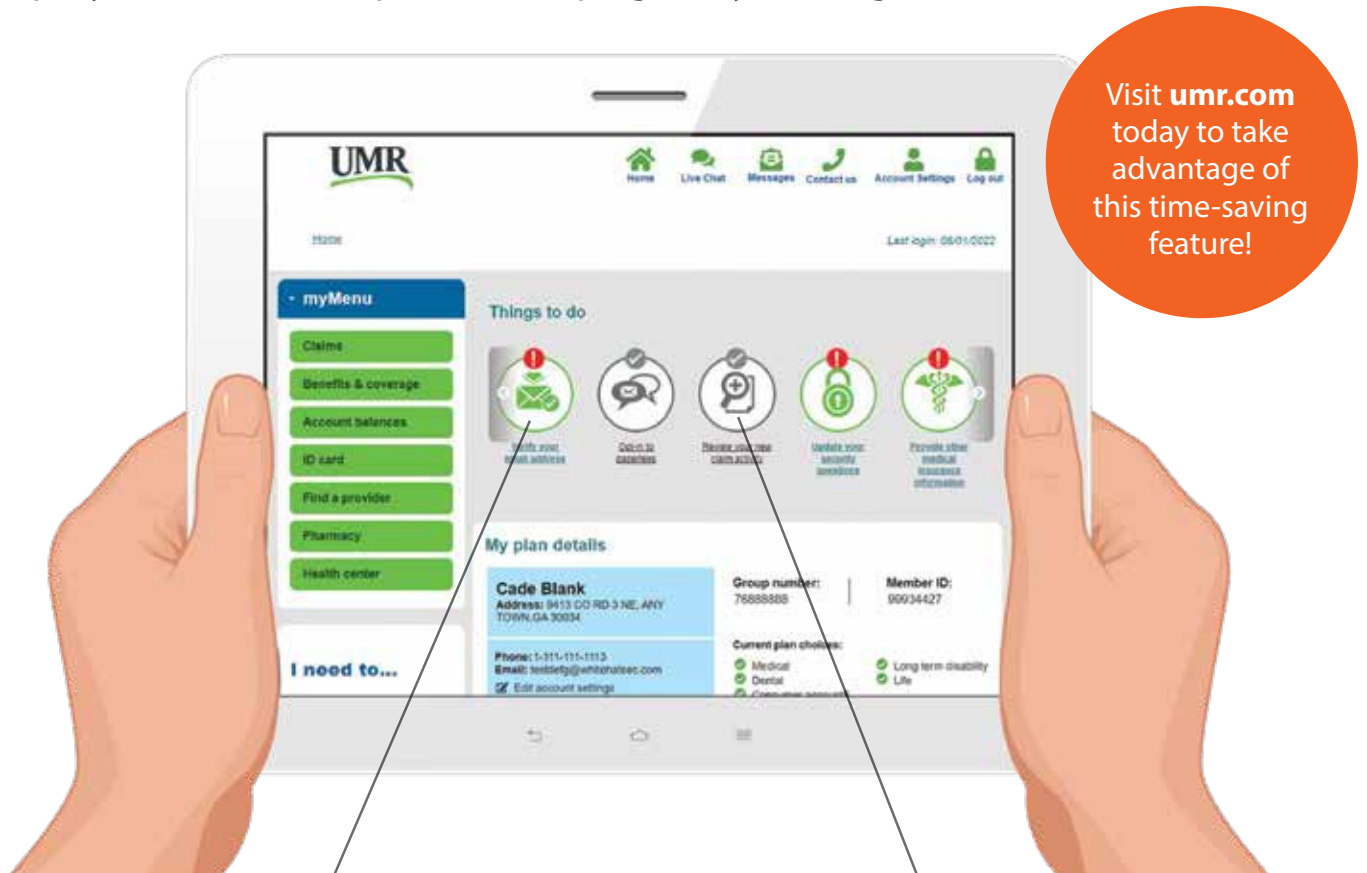 Visit umr.com
today to take
advantage of
this time-saving
feature!
UMR
Home
Live Chat
Messages
Contact us
Account Settings
Log out
Home
Last login: 08/01/2022
- myMenu
Claims
Benefits & coverage
Account balances
ID card
Find a provider
Pharmacy
Health center
I need to...
Things to do
Verify your
email address
Opt-in to
paperless
Review your new
claim activity
Update your
security
questions
Provide other
medical
insurance
information
My plan details
Cade Blank
Address: 9413 CO RD 3 NE, ANY
TOWN,GA 30034
Phone: 1-311-111-1113
Email:
Edit account settings
Group number:
76888888
Member ID:
99934427
Current plan choices:
Medical
Dental
Long term disability
Life